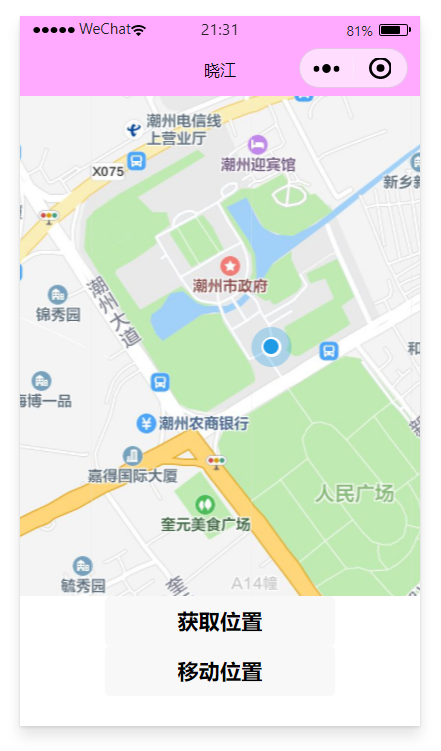 WeChat
21:31
81%
晓江
潮州电信线
上营业厅
潮州迎宾馆
X075
新乡新
潮州市政府
潮州大道
锦秀园
和
海博一品
潮州农商银行
嘉得国际大厦
人民广场
奎元美食广场
A14幢
毓秀园
奎
获取位置
移动位置